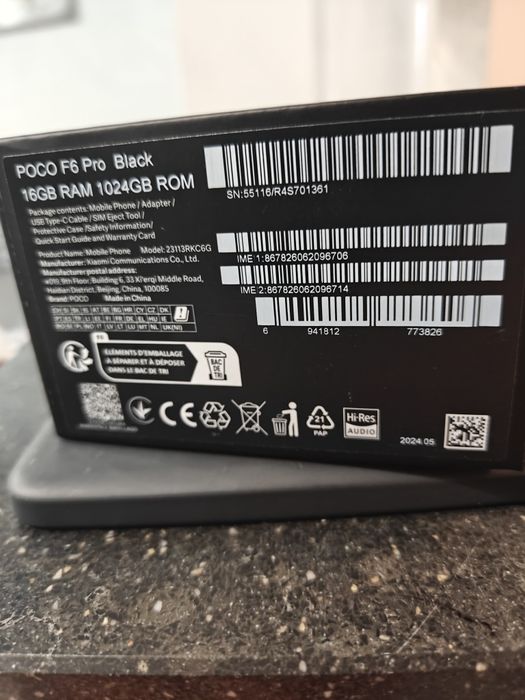 POCO F6 Pro Black
16GB RAM 1024GB ROM
Package contents: Mobile Phone / Adapter /
USB Type-C Cable / SIM Eject Tool /
Protective Case /Safety Information/
Quick Start Guide and Warranty Card
Product Name: Mobile Phone Model: 23113RKC6G
Manufacturer: Xiaomi Communications Co., Ltd.
Manufacturer postal address:
#019, 9th Floor, Building 6, 33 Xi'erqi Middle Road,
Haidian District, Beijing, China, 100085
Brand: POCO Made in China
SN:55116/R4S701361
IME 1:867826062096706
IME 2:867826062096714
6 941812 773826
FR
ÉLÉMENTS D'EMBALLAGE
À SÉPARER ET À DÉPOSER
DANS LE BAC DE TRI
BAC
DE
TRI
CE
21
PAP
Hi-Res
AUDIO
2024.05